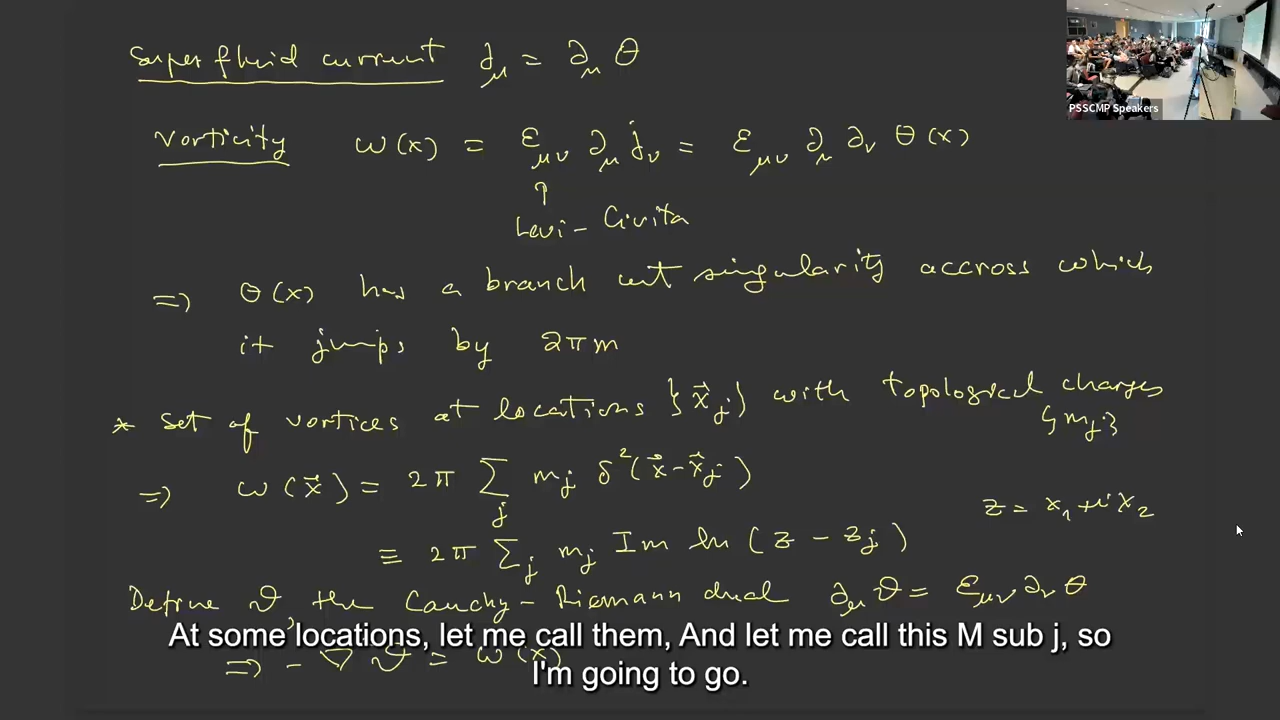 Superfluid current j_μ = ∂_μ θ
PSSCMP Speakers
Vorticity ω(x) = ε_μν ∂_μ j_ν = ε_μν ∂_μ ∂_ν θ(x)
↑
Levi-Civita
⇒ θ(x) has a branch cut singularity accross which
it jumps by 2πm
* Set of vortices at locations {x⃗_j} with topological charges
{m_j}
⇒ ω(x⃗) = 2π Σ_j m_j δ²(x⃗-x⃗_j)
z = x_1 + i x_2
≡ 2π Σ_j m_j Im ln (z - z_j)
Define ϑ, the Cauchy-Riemann dual ∂_μ ϑ = ε_μν ∂_ν θ
At some locations, let me call them, And let me call this M sub j, so
I'm going to go.
⇒ - ∇ ϑ = ω(x)